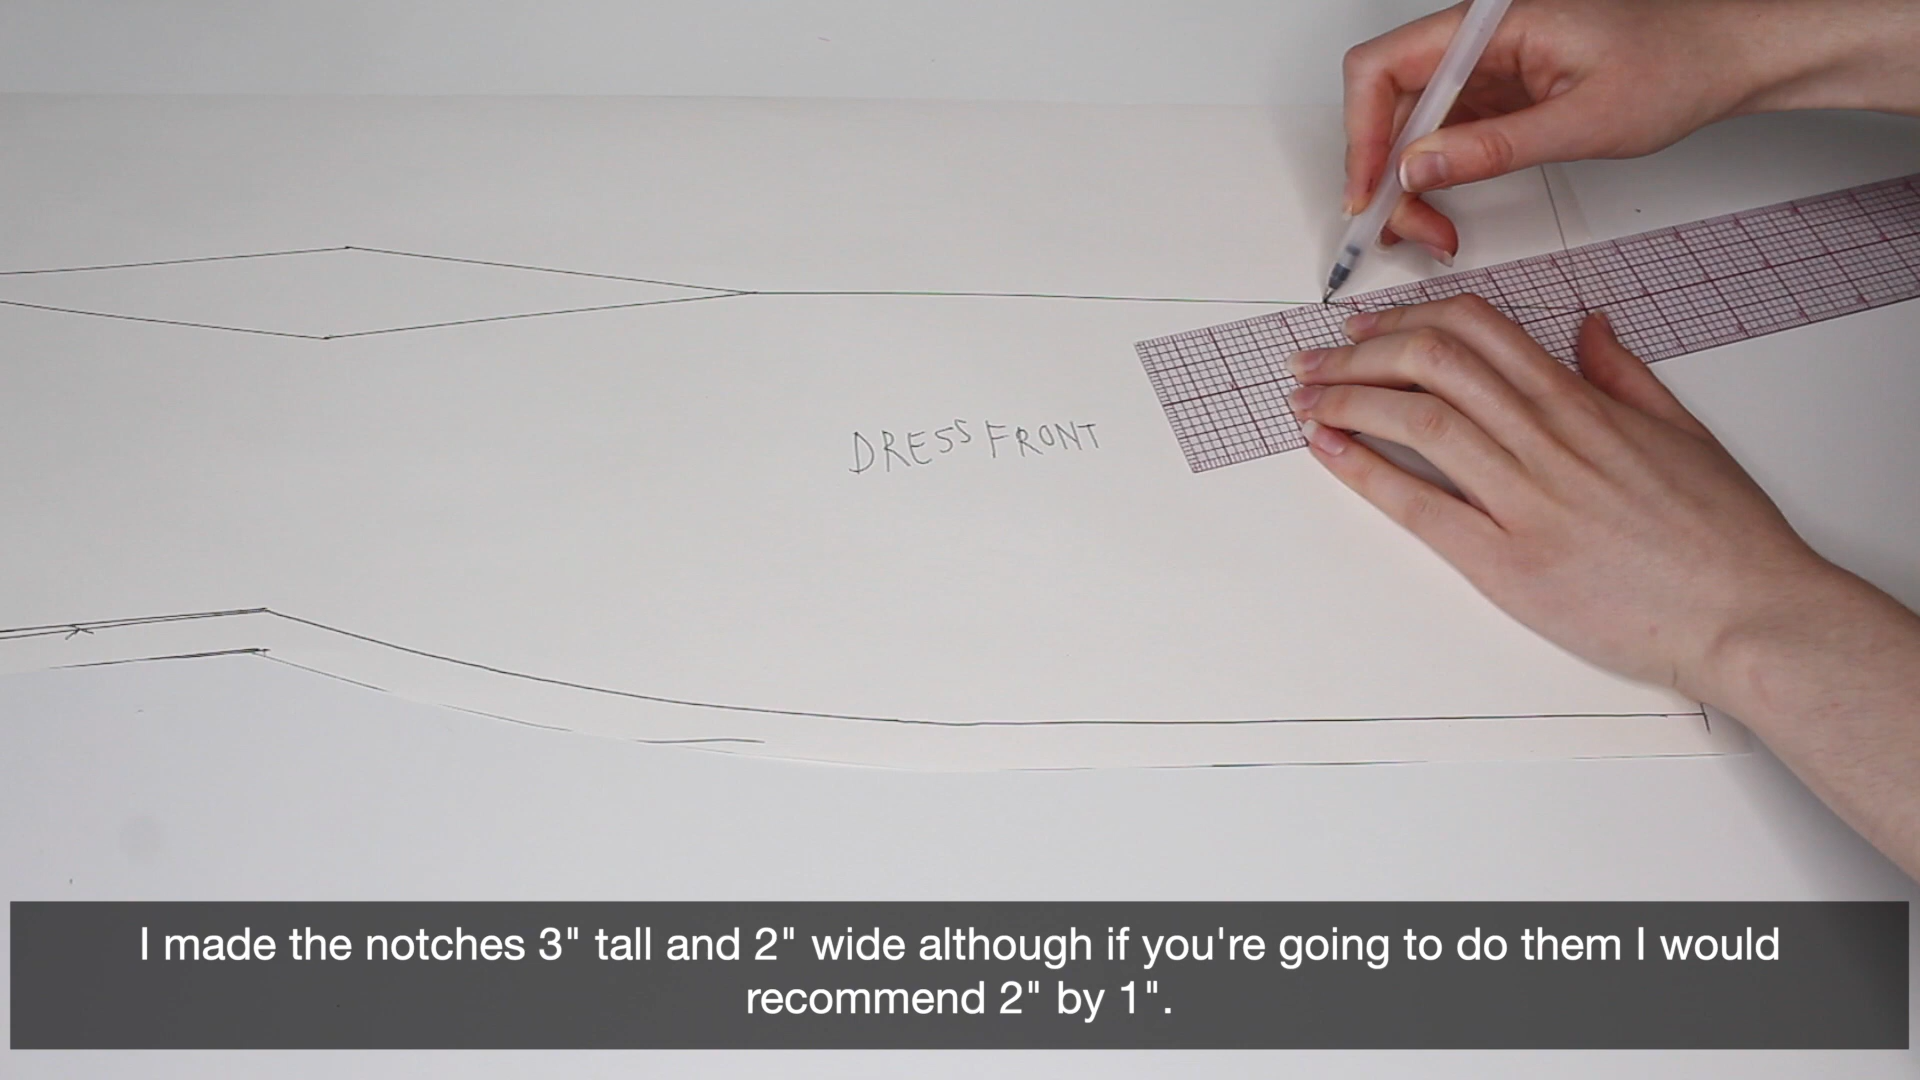 DRESS FRONT
I made the notches 3" tall and 2" wide although if you're going to do them I would
recommend 2" by 1".